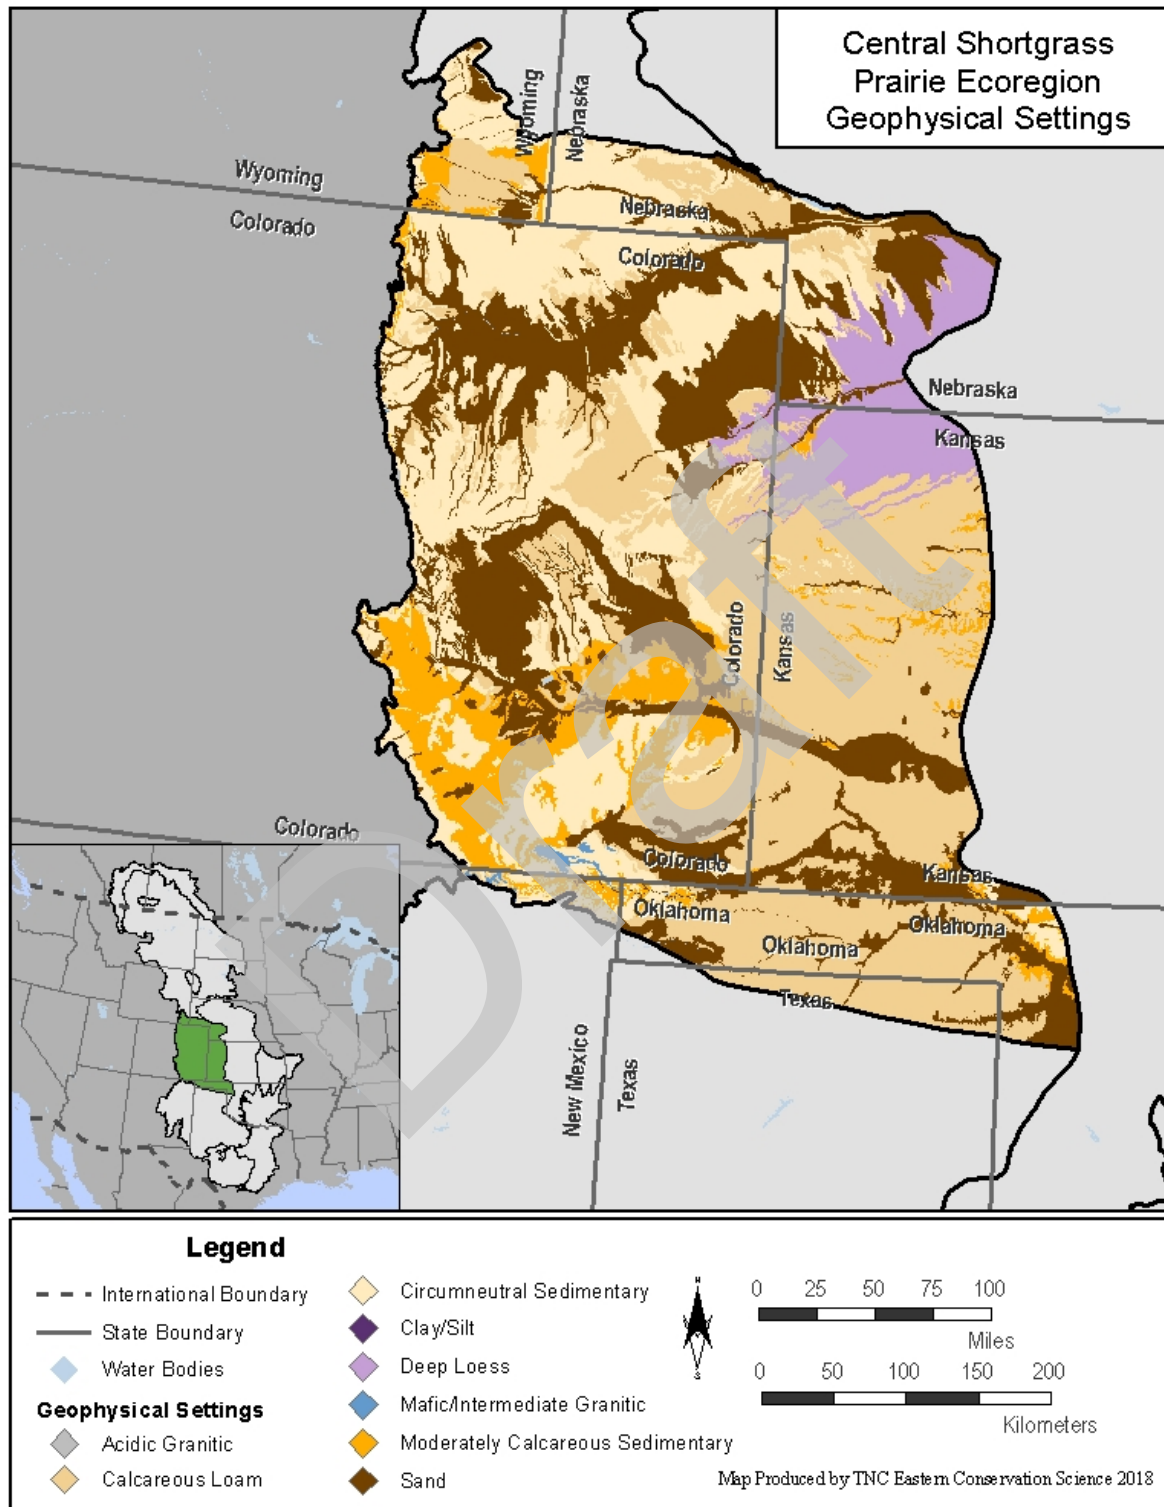 Central Shortgrass
Prairie Ecoregion
Geophysical Settings
Wyoming
Nebraska
Wyoming
Colorado
Nebraska
Colorado
Nebraska
Kansas
Colorado
Kansas
Colorado
Colorado
Kansas
Oklahoma
Oklahoma
Oklahoma
Texas
New Mexico
Texas
Draft
Legend
International Boundary
State Boundary
Water Bodies
Geophysical Settings
Acidic Granitic
Calcareous Loam
Circumneutral Sedimentary
Clay/Silt
Deep Loess
Mafic/Intermediate Granitic
Moderately Calcareous Sedimentary
Sand
N
S
0 25 50 75 100
Miles
0 50 100 150 200
Kilometers
Map Produced by TNC Eastern Conservation Science 2018